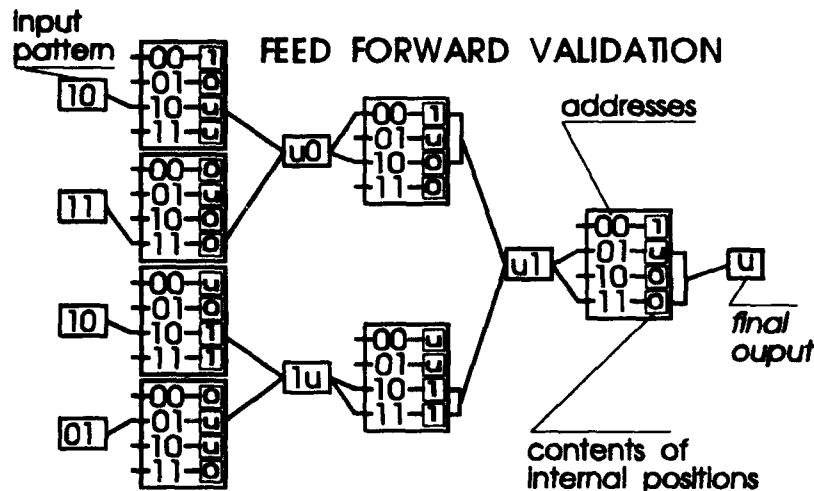 input
pattern
FEED FORWARD VALIDATION
10
00 1
01 0
10 u
11 u
11
00 0
01 u
10 0
11 0
10
00 u
01 0
10 1
11 1
01
00 0
01 u
10 u
11 0
u0
1u
00 1
01 u
10 0
11 0
00 u
01 u
10 1
11 1
u1
addresses
00 1
01 u
10 0
11 0
u
final
ouput
contents of
internal positions